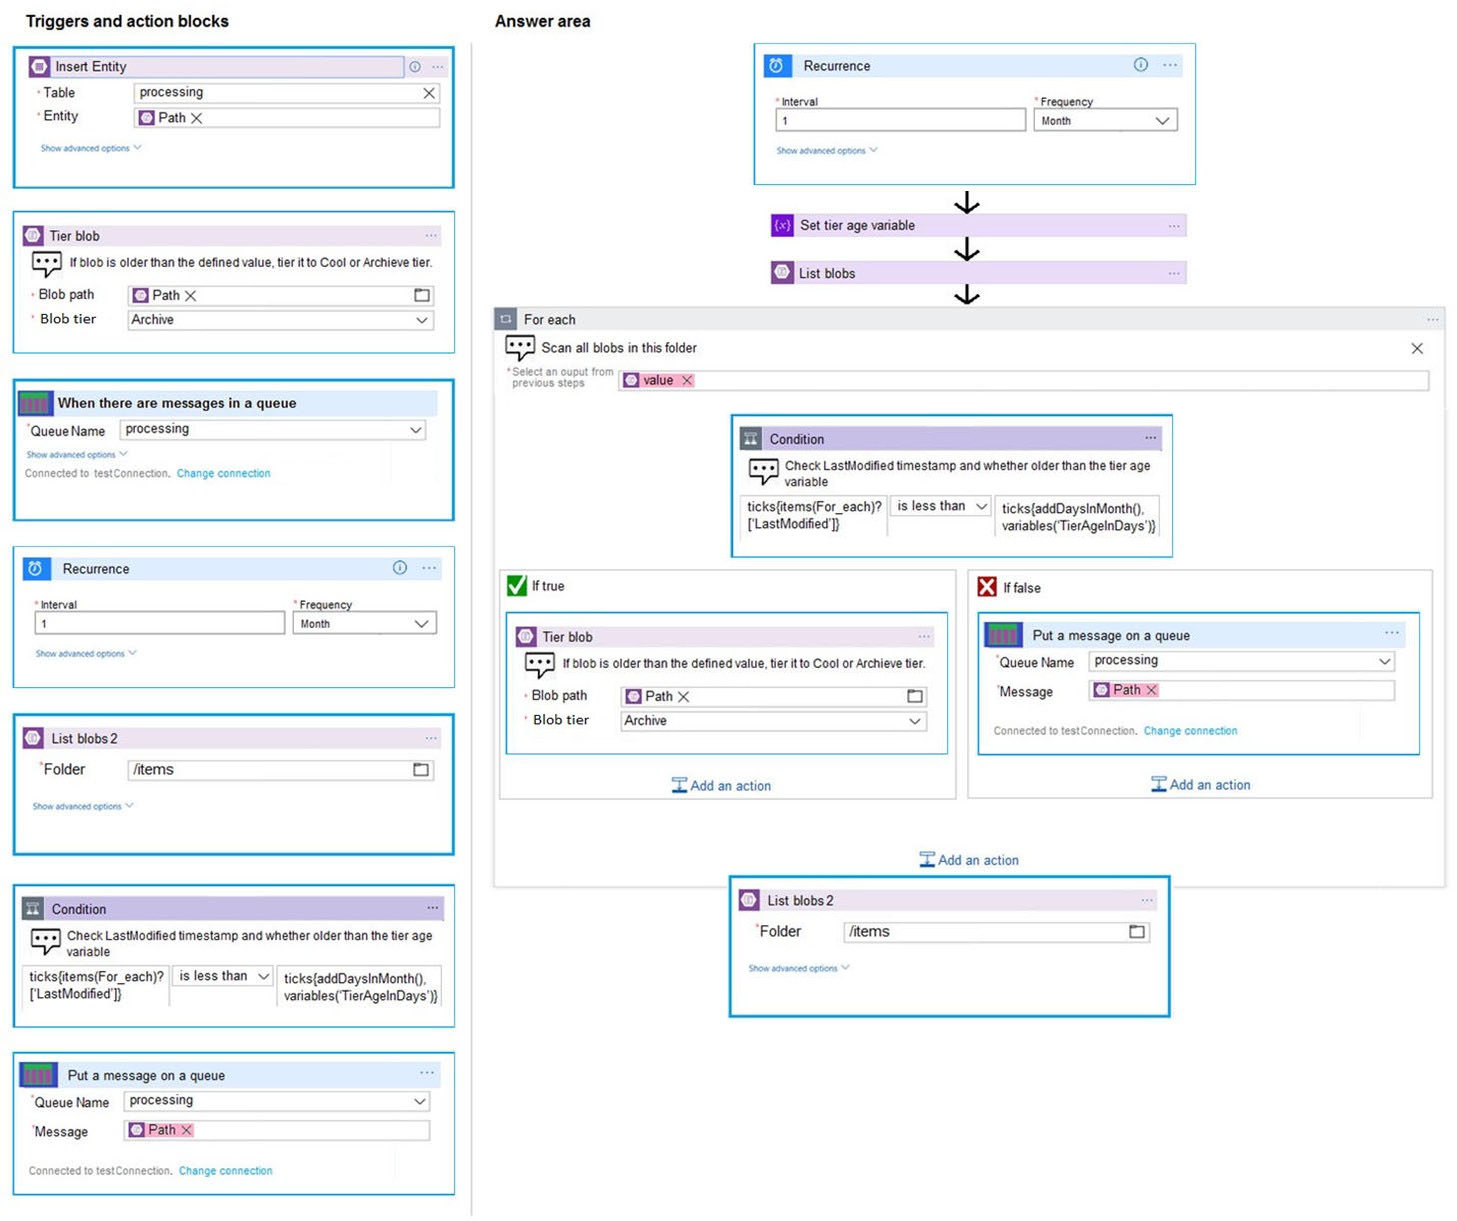 Triggers and action blocks
Insert Entity
* Table
processing
* Entity
Path
Show advanced options
Tier blob
If blob is older than the defined value, tier it to Cool or Archieve tier.
* Blob path
Path
* Blob tier
Archive
When there are messages in a queue
*Queue Name
processing
Show advanced options
Connected to testConnection. Change connection
Recurrence
* Interval
* Frequency
1
Month
Show advanced options
List blobs 2
*Folder
/items
Show advanced options
Condition
Check LastModified timestamp and whether older than the tier age
variable
ticks{items(For_each)?
['LastModified']}
is less than
ticks{addDaysInMonth(),
variables('TierAgeInDays')}
Put a message on a queue
*Queue Name
processing
*Message
Path
Connected to testConnection. Change connection
Answer area
Recurrence
* Interval
* Frequency
1
Month
Show advanced options
{x} Set tier age variable
List blobs
For each
Scan all blobs in this folder
*Select an ouput from
previous steps
value
Condition
Check LastModified timestamp and whether older than the tier age
variable
ticks{items(For_each)?
['LastModified']}
is less than
ticks{addDaysInMonth(),
variables('TierAgeInDays')}
If true
Tier blob
If blob is older than the defined value, tier it to Cool or Archieve tier.
* Blob path
Path
* Blob tier
Archive
Add an action
If false
Put a message on a queue
*Queue Name
processing
*Message
Path
Connected to testConnection. Change connection
Add an action
Add an action
List blobs 2
*Folder
/items
Show advanced options